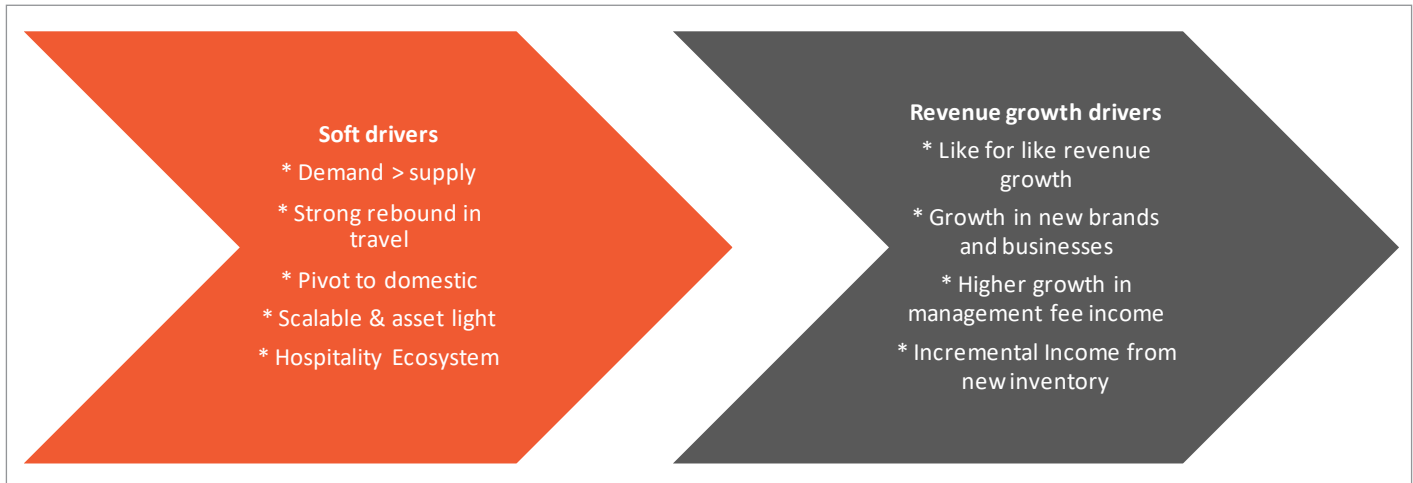 Soft drivers
* Demand > supply
* Strong rebound in
travel
* Pivot to domestic
* Scalable & asset light
* Hospitality Ecosystem
Revenue growth drivers
* Like for like revenue
growth
* Growth in new brands
and businesses
* Higher growth in
management fee income
* Incremental Income from
new inventory